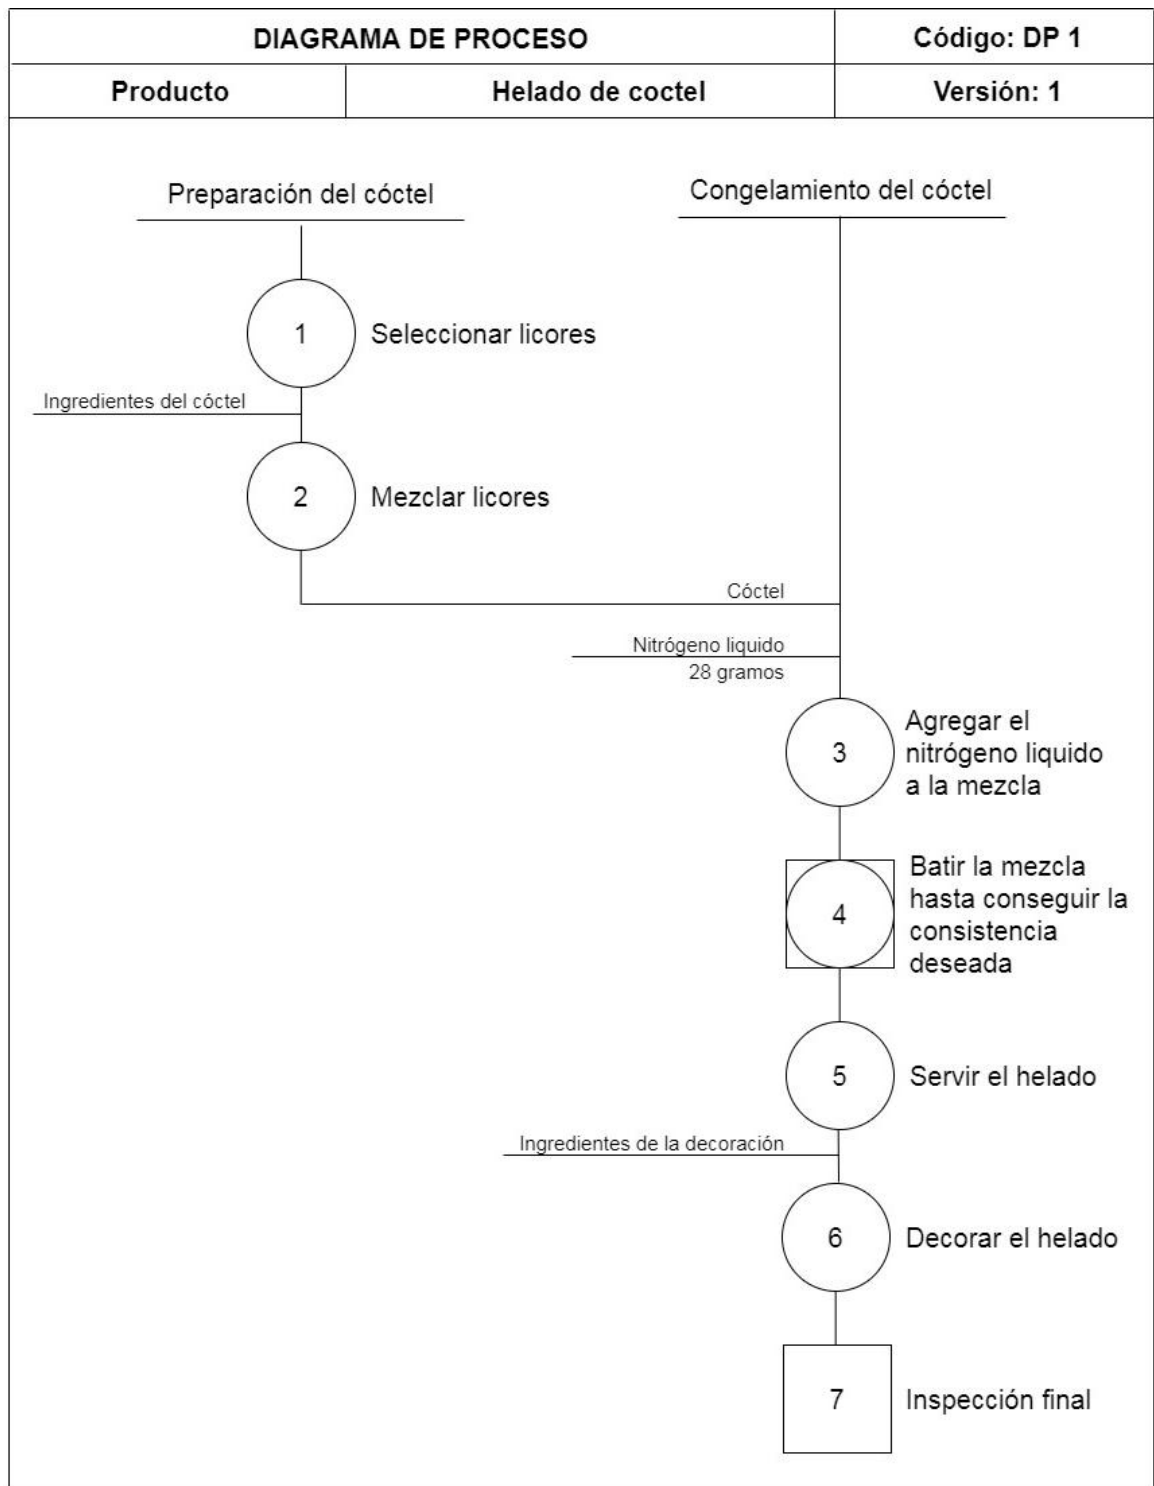 DIAGRAMA DE PROCESO
Código: DP 1
Producto
Helado de coctel
Versión: 1
Preparación del cóctel
Congelamiento del cóctel
1
Seleccionar licores
Ingredientes del cóctel
2
Mezclar licores
Cóctel
Nitrógeno liquido
28 gramos
3
Agregar el
nitrógeno liquido
a la mezcla
4
Batir la mezcla
hasta conseguir la
consistencia
deseada
5
Servir el helado
Ingredientes de la decoración
6
Decorar el helado
7
Inspección final